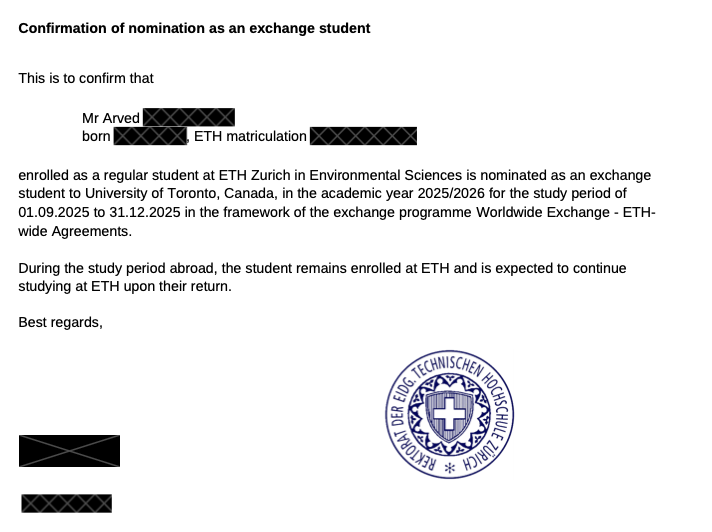 Confirmation of nomination as an exchange student
This is to confirm that
Mr Arved
born , ETH matriculation
enrolled as a regular student at ETH Zurich in Environmental Sciences is nominated as an exchange
student to University of Toronto, Canada, in the academic year 2025/2026 for the study period of
01.09.2025 to 31.12.2025 in the framework of the exchange programme Worldwide Exchange - ETH-
wide Agreements.
During the study period abroad, the student remains enrolled at ETH and is expected to continue
studying at ETH upon their return.
Best regards,
REKTORAT DER EIDG. TECHNISCHEN HOCHSCHULE ZÜRICH